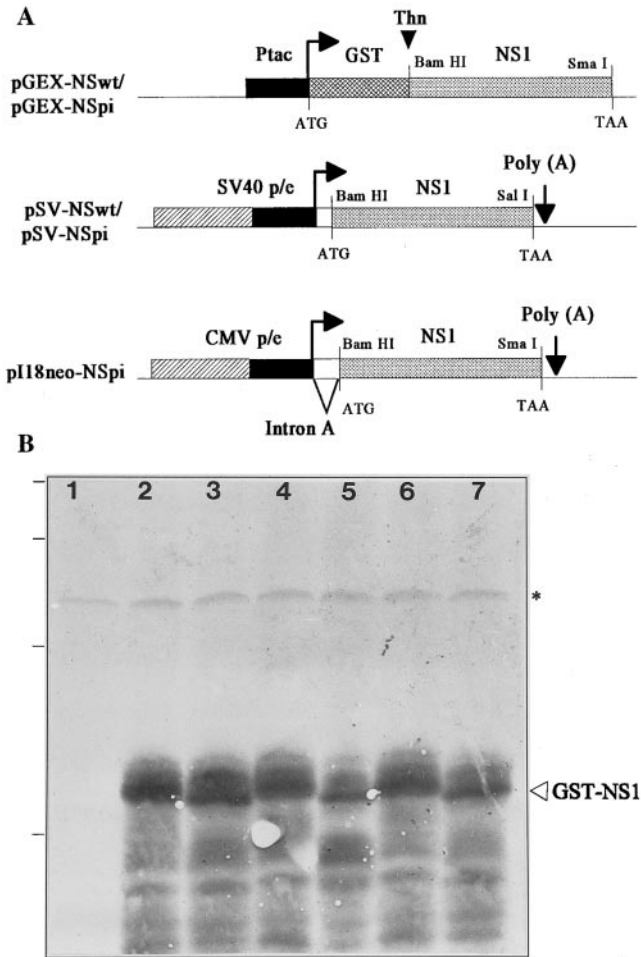 A
Thn
Ptac GST Bam HI NS1 Sma I
pGEX-NSwt/
pGEX-NSpi
ATG TAA
Poly (A)
SV40 p/e Bam HI NS1 Sal I
pSV-NSwt/
pSV-NSpi
ATG TAA
Poly (A)
CMV p/e Bam HI NS1 Sma I
pI18neo-NSpi
ATG TAA
Intron A
B
1 2 3 4 5 6 7
*
GST-NS1